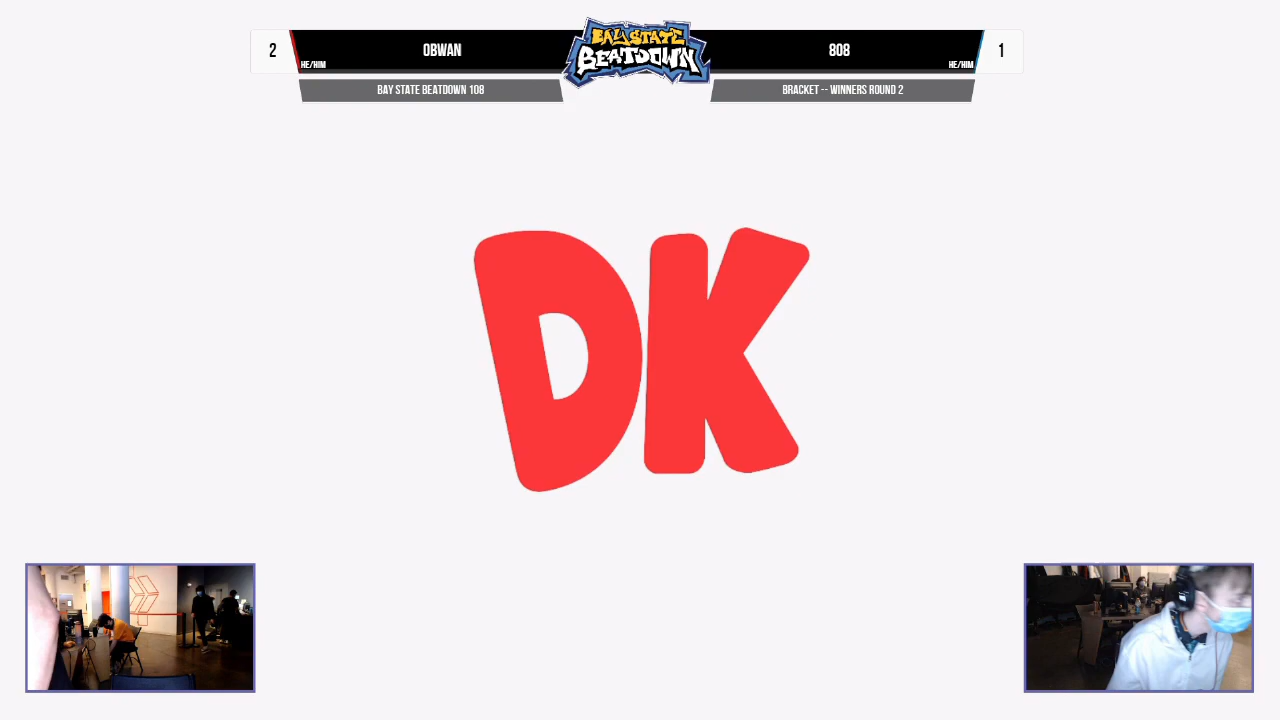 2
OBWAN
HE/HIM
BAY STATE
BEATDOWN
808
HE/HIM
1
BAY STATE BEATDOWN 108
BRACKET -- WINNERS ROUND 2
DK